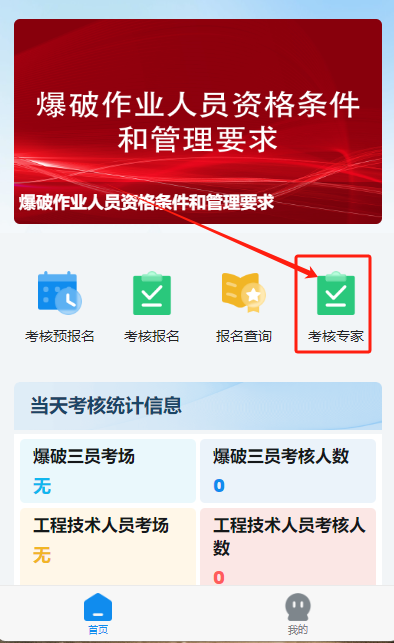 爆破作业人员资格条件
和管理要求
爆破作业人员资格条件和管理要求
考核预报名
考核报名
报名查询
考核专家
当天考核统计信息
爆破三员考场
爆破三员考核人数
无
0
工程技术人员考场
工程技术人员考核人
数
无
0
首页
我的